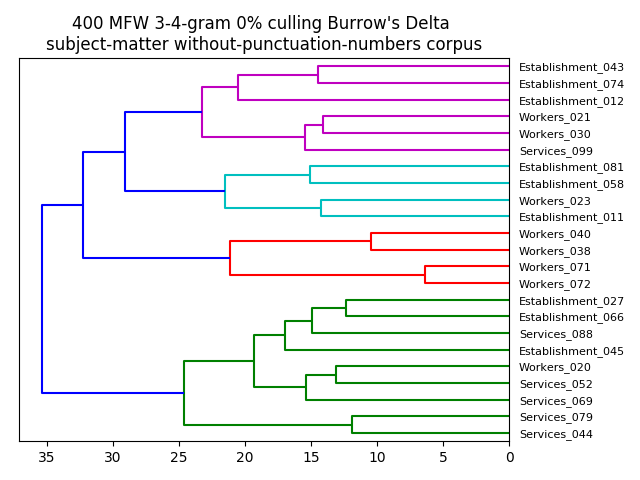 400 MFW 3-4-gram 0% culling Burrow's Delta
subject-matter without-punctuation-numbers corpus
Establishment_043
Establishment_074
Establishment_012
Workers_021
Workers_030
Services_099
Establishment_081
Establishment_058
Workers_023
Establishment_011
Workers_040
Workers_038
Workers_071
Workers_072
Establishment_027
Establishment_066
Services_088
Establishment_045
Workers_020
Services_052
Services_069
Services_079
Services_044
35 30 25 20 15 10 5 0